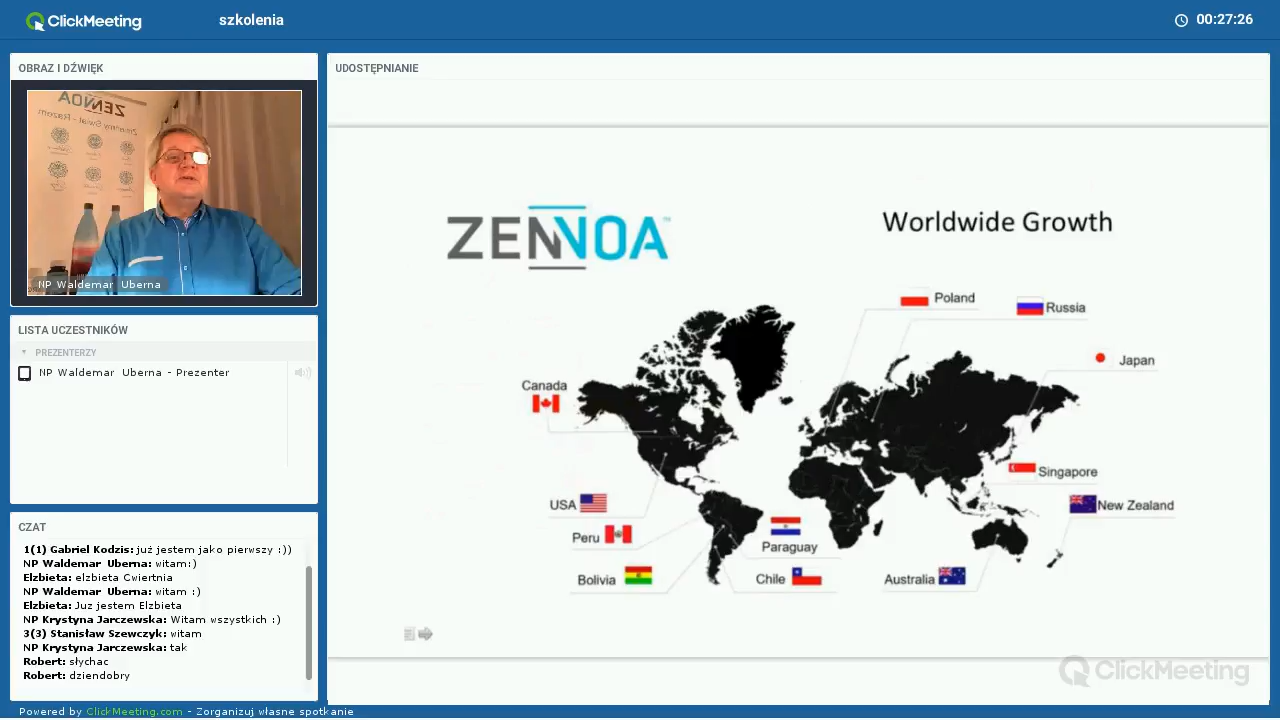 ClickMeeting
szkolenia
00:27:26
OBRAZ I DŹWIĘK
ZENNOA
NP Waldemar Uberna
LISTA UCZESTNIKÓW
PREZENTERZY
NP Waldemar Uberna - Prezenter
CZAT
1(1) Gabriel Kodzis: już jestem jako pierwszy :))
NP Waldemar Uberna: witam:)
Elzbieta: elzbieta Cwiertnia
NP Waldemar Uberna: witam :)
Elzbieta: Juz jestem Elzbieta
NP Krystyna Jarczewska: Witam wszystkich :)
3(3) Stanisław Szewczyk: witam
NP Krystyna Jarczewska: tak
Robert: słychac
Robert: dziendobry
UDOSTĘPNIANIE
ZENNOA™
Worldwide Growth
Poland
Russia
Japan
Canada
Singapore
USA
New Zealand
Peru
Paraguay
Bolivia
Chile
Australia
ClickMeeting
Powered by ClickMeeting.com - Zorganizuj własne spotkanie